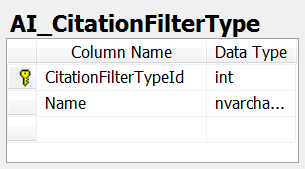 AI_CitationFilterType
Column Name Data Type
CitationFilterTypeId int
Name nvarcha...